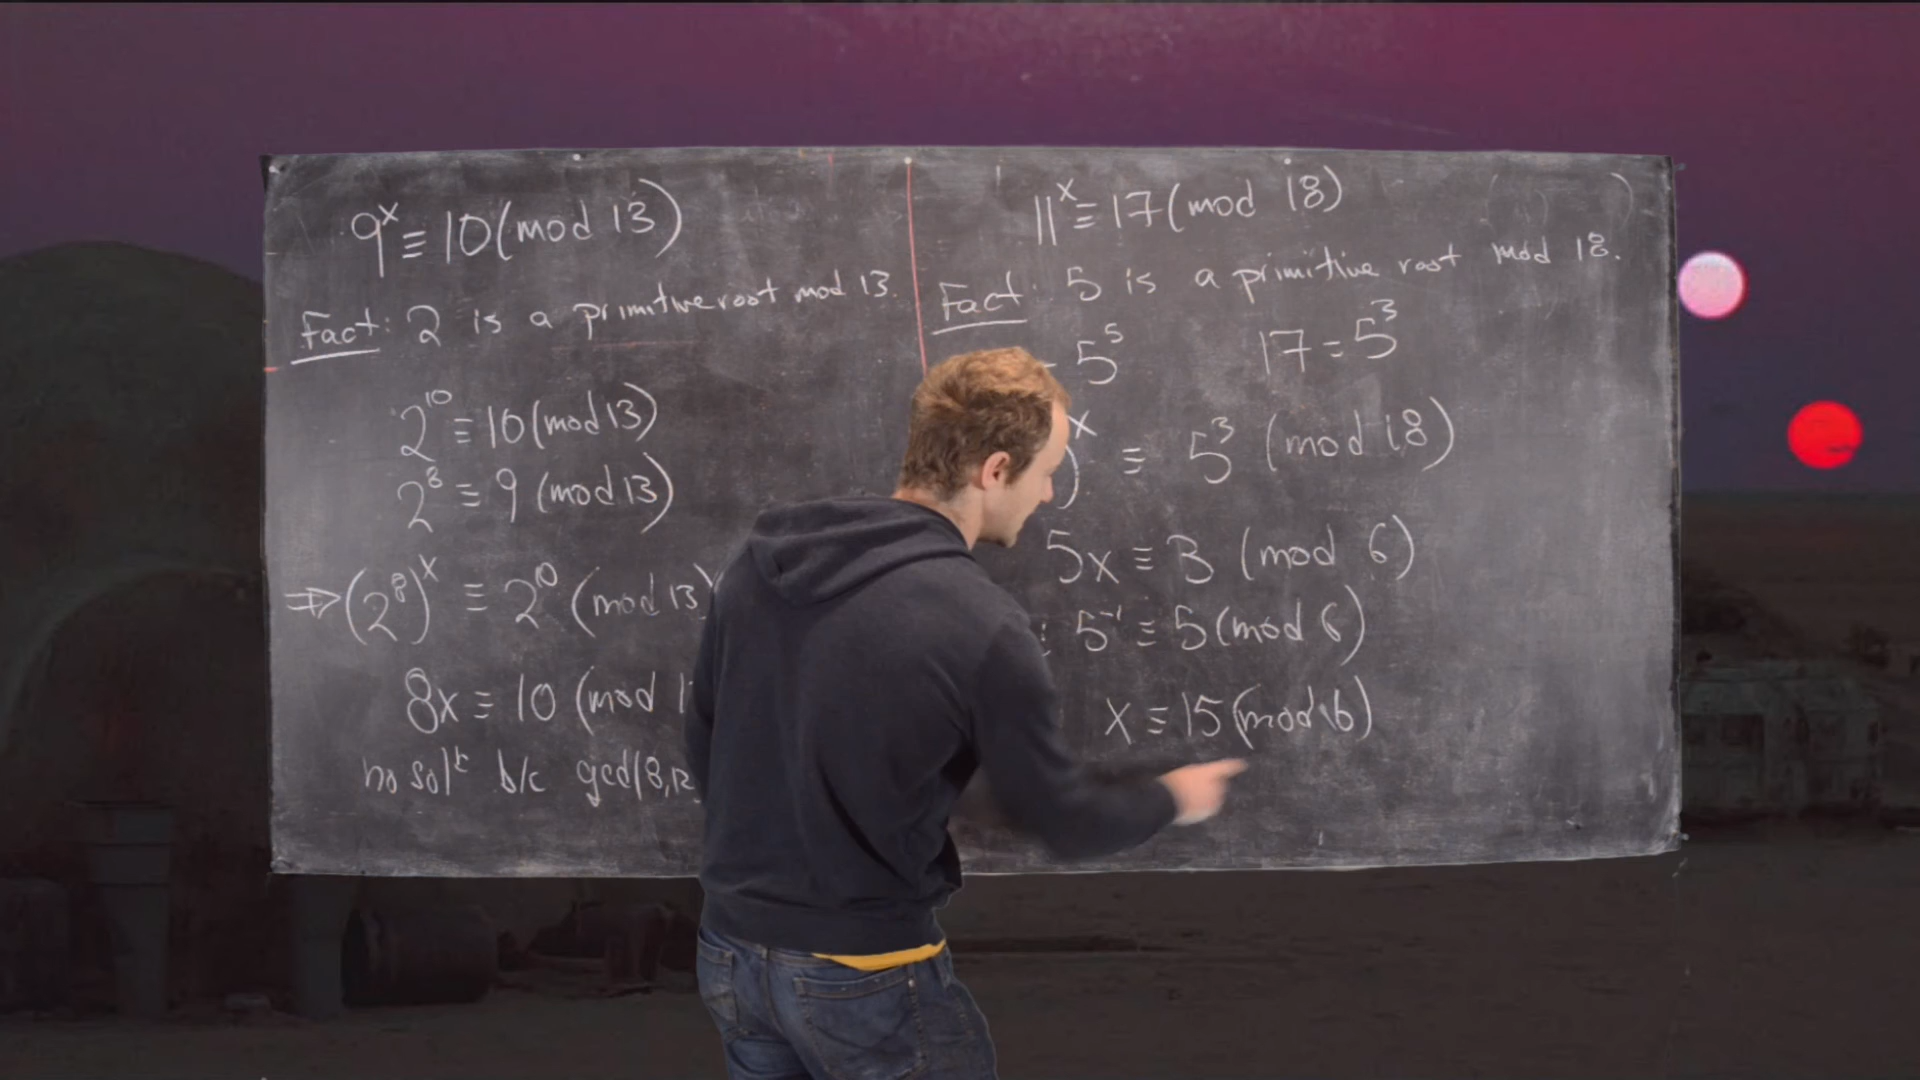 9^x ≡ 10 (mod 13)
Fact: 2 is a primitive root mod 13.
2^10 ≡ 10 (mod 13)
2^8 ≡ 9 (mod 13)
⇒ (2^8)^x ≡ 2^10 (mod 13)
8x ≡ 10 (mod 1
no sol^n b/c gcd(8,12
11^x ≡ 17 (mod 18)
Fact: 5 is a primitive root mod 18.
5^5 17 = 5^3
)^x ≡ 5^3 (mod 18)
5x ≡ 3 (mod 6)
: 5^-1 ≡ 5 (mod 6)
x ≡ 15 (mod 6)